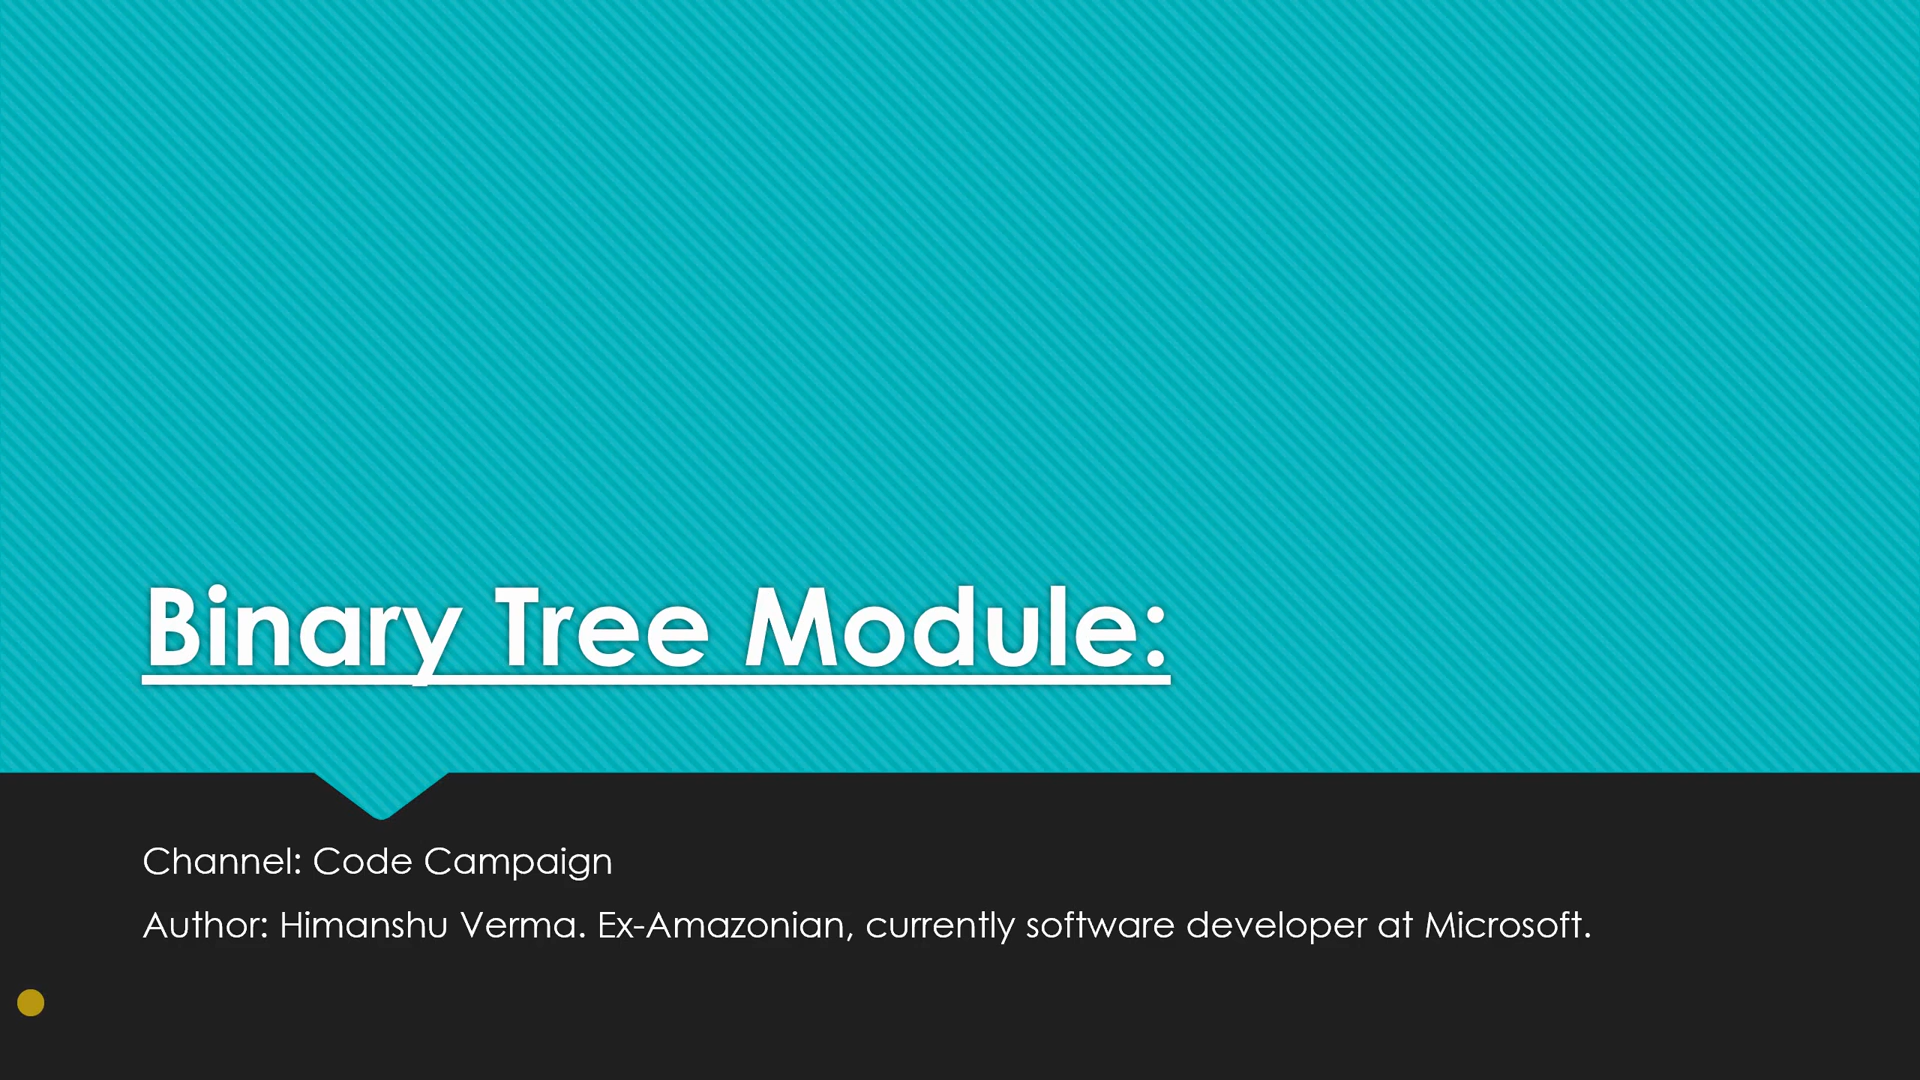 Binary Tree Module:
Channel: Code Campaign
Author: Himanshu Verma. Ex-Amazonian, currently software developer at Microsoft.